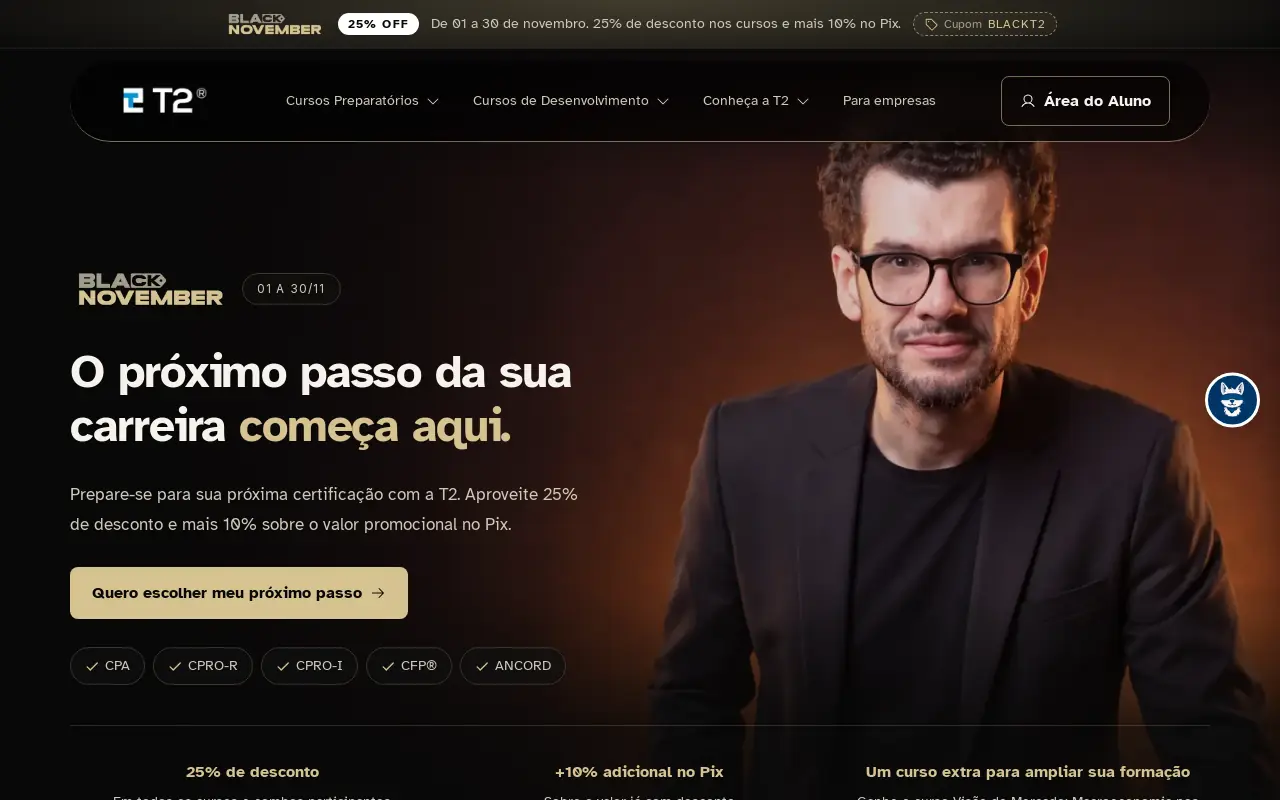 BLACK
NOVEMBER
25% OFF
De 01 a 30 de novembro. 25% de desconto nos cursos e mais 10% no Pix.
Cupom BLACKT2
T2®
Cursos Preparatórios
Cursos de Desenvolvimento
Conheça a T2
Para empresas
Área do Aluno
BLACK
NOVEMBER
01 A 30/11
O próximo passo da sua
carreira começa aqui.
Prepare-se para sua próxima certificação com a T2. Aproveite 25%
de desconto e mais 10% sobre o valor promocional no Pix.
Quero escolher meu próximo passo →
CPA
CPRO-R
CPRO-I
CFP®
ANCORD
25% de desconto
+10% adicional no Pix
Um curso extra para ampliar sua formação